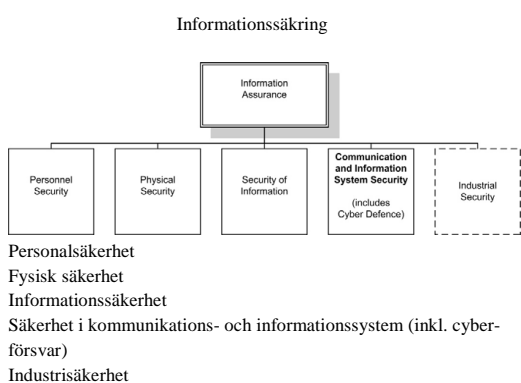 Informationssäkring
Information
Assurance
Personnel
Security
Physical
Security
Security of
Information
Communication
and Information
System Security
(includes
Cyber Defence)
Industrial
Security
Personalsäkerhet
Fysisk säkerhet
Informationssäkerhet
Säkerhet i kommunikations- och informationssystem (inkl. cyber-
försvar)
Industrisäkerhet